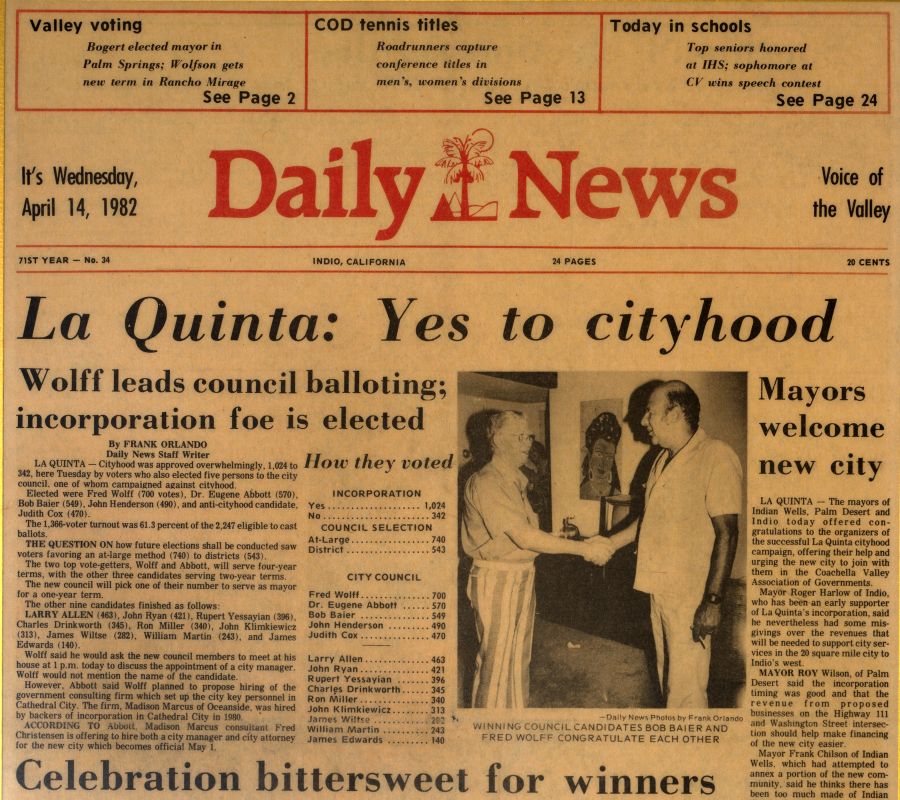 Valley voting
Bogert elected mayor in
Palm Springs; Wolfson gets
new term in Rancho Mirage
See Page 2
COD tennis titles
Roadrunners capture
conference titles in
men's, women's divisions
See Page 13
Today in schools
Top seniors honored
at IHS; sophomore at
CV wins speech contest
See Page 24
It's Wednesday,
April 14, 1982
Daily News
Voice of
the Valley
71ST YEAR — No. 34
INDIO, CALIFORNIA
24 PAGES
20 CENTS
La Quinta: Yes to cityhood
Wolff leads council balloting;
incorporation foe is elected
By FRANK ORLANDO
Daily News Staff Writer
LA QUINTA — Cityhood was approved overwhelmingly, 1,024 to
342, here Tuesday by voters who also elected five persons to the city
council, one of whom campaigned against cityhood.
Elected were Fred Wolff (700 votes), Dr. Eugene Abbott (570),
Bob Baier (549), John Henderson (490), and anti-cityhood candidate,
Judith Cox (470).
The 1,366-voter turnout was 61.3 percent of the 2,247 eligible to cast
ballots.
THE QUESTION ON how future elections shall be conducted saw
voters favoring an at-large method (740) to districts (543).
The two top vote-getters, Wolff and Abbott, will serve four-year
terms, with the other three candidates serving two-year terms.
The new council will pick one of their number to serve as mayor
for a one-year term.
The other nine candidates finished as follows:
LARRY ALLEN (463), John Ryan (421), Rupert Yessayian (396),
Charles Drinkworth (345), Ron Miller (340), John Klimkiewicz
(313), James Wiltse (282), William Martin (243), and James
Edwards (140).
Wolff said he would ask the new council members to meet at his
house at 1 p.m. today to discuss the appointment of a city manager.
Wolff would not mention the name of the candidate.
However, Abbott said Wolff planned to propose hiring of the
government consulting firm which set up the city key personnel in
Cathedral City. The firm, Madison Marcus of Oceanside, was hired
by backers of incorporation in Cathedral City in 1980.
ACCORDING TO Abbott, Madison Marcus consultant Fred
Christensen is offering to hire both a city manager and city attorney
for the new city which becomes official May 1.
How they voted
INCORPORATION
Yes ..................... 1,024
No ..................... 342
COUNCIL SELECTION
At-Large ................. 740
District ................. 543
CITY COUNCIL
Fred Wolff ................ 700
Dr. Eugene Abbott ....... 570
Bob Baier ................ 549
John Henderson .......... 490
Judith Cox ............... 470
Larry Allen ............... 463
John Ryan ................ 421
Rupert Yessayian ........ 396
Charles Drinkworth ...... 345
Ron Miller ................ 340
John Klimkiewicz ........ 313
James Wiltse ............. 282
William Martin ........... 243
James Edwards .......... 140
—Daily News Photos by Frank Orlando
WINNING COUNCIL CANDIDATES BOB BAIER AND
FRED WOLFF CONGRATULATE EACH OTHER
Mayors
welcome
new city
LA QUINTA — The mayors of
Indian Wells, Palm Desert and
Indio today offered con-
gratulations to the organizers of
the successful La Quinta cityhood
campaign, offering their help and
urging the new city to join with
them in the Coachella Valley
Association of Governments.
Mayor Roger Harlow of Indio,
who has been an early supporter
of La Quinta's incorporation, said
he nevertheless had some mis-
givings over the revenues that
will be needed to support city ser-
vices in the 20 square mile city to
Indio's west.
MAYOR ROY Wilson, of Palm
Desert said the incorporation
timing was good and that the
revenue from proposed
businesses on the Highway 111
and Washington Street intersec-
tion should help make financing
of the new city easier.
Mayor Frank Chilson of Indian
Wells, which had attempted to
annex a portion of the new com-
munity, said he thinks there has
been too much made of Indian
Celebration bittersweet for winners